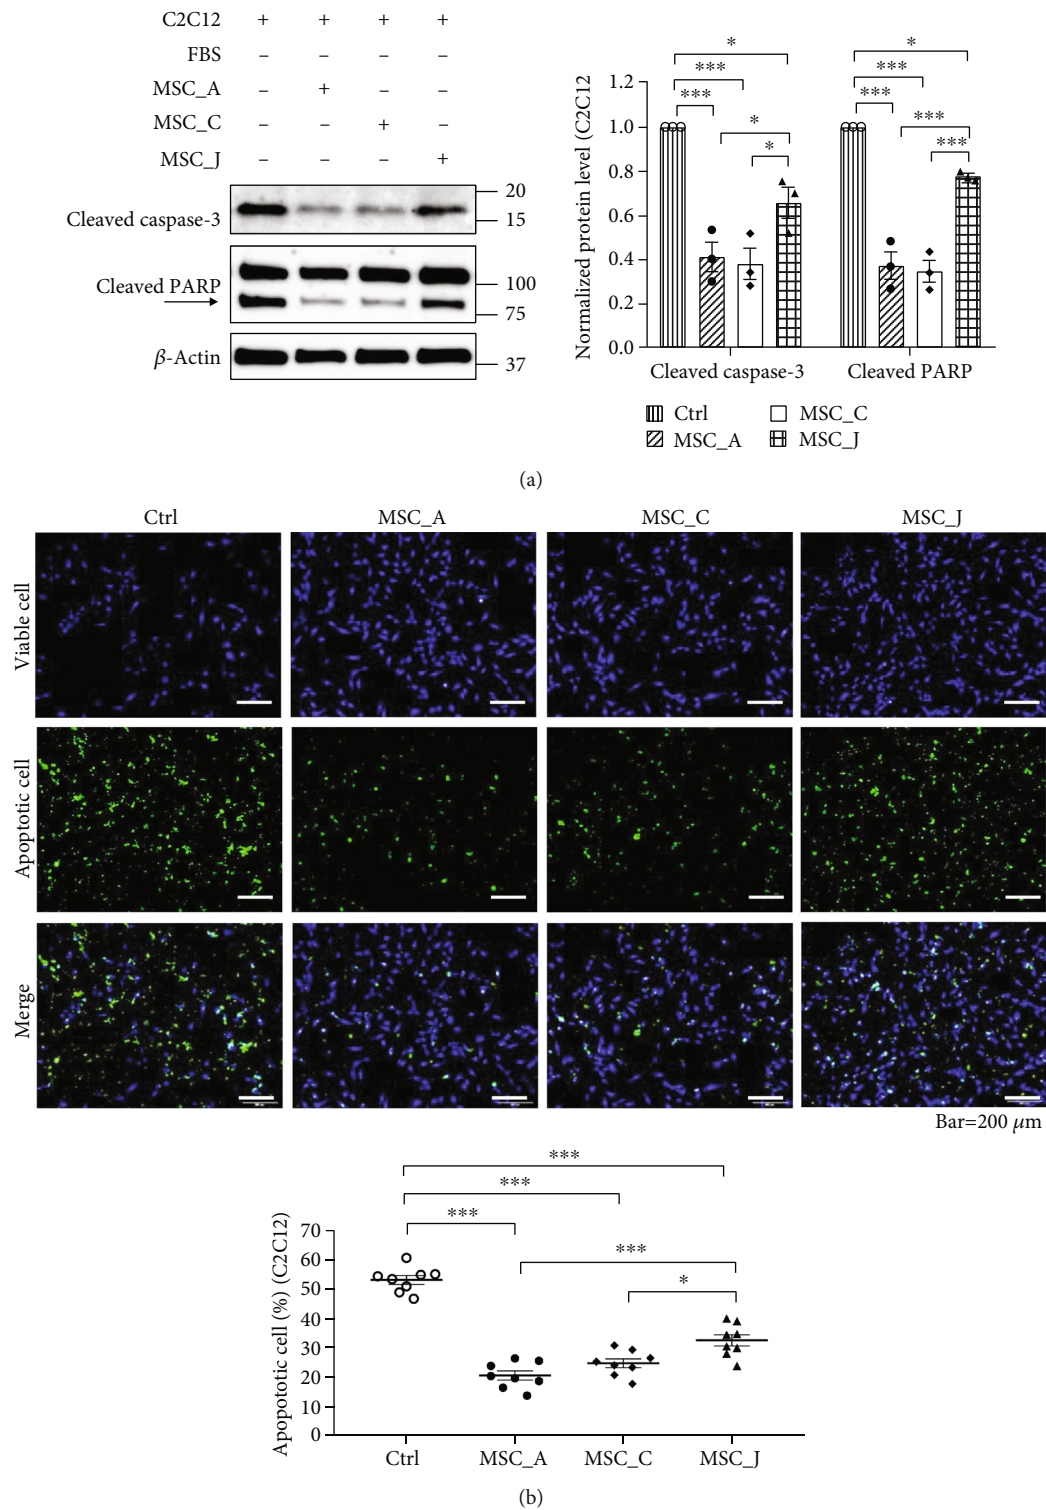 C2C12 + + + +
FBS – – – –
MSC_A – + – –
MSC_C – – + –
MSC_J – – – +
Cleaved caspase-3
20
15
Cleaved PARP
100
75
β-Actin
37
Normalized protein level (C2C12
1.2
1.0
0.8
0.6
0.4
0.2
0.0
*
***
***
*
*
*
***
***
***
***
Cleaved caspase-3 Cleaved PARP
Ctrl MSC_C
MSC_A MSC_J
(a)
Ctrl MSC_A MSC_C MSC_J
Viable cell
Apoptotic cell
Merge
Bar=200 μm
Apopototic cell (%) (C2C12)
70
60
50
40
30
20
10
0
***
***
***
***
*
Ctrl MSC_A MSC_C MSC_J
(b)